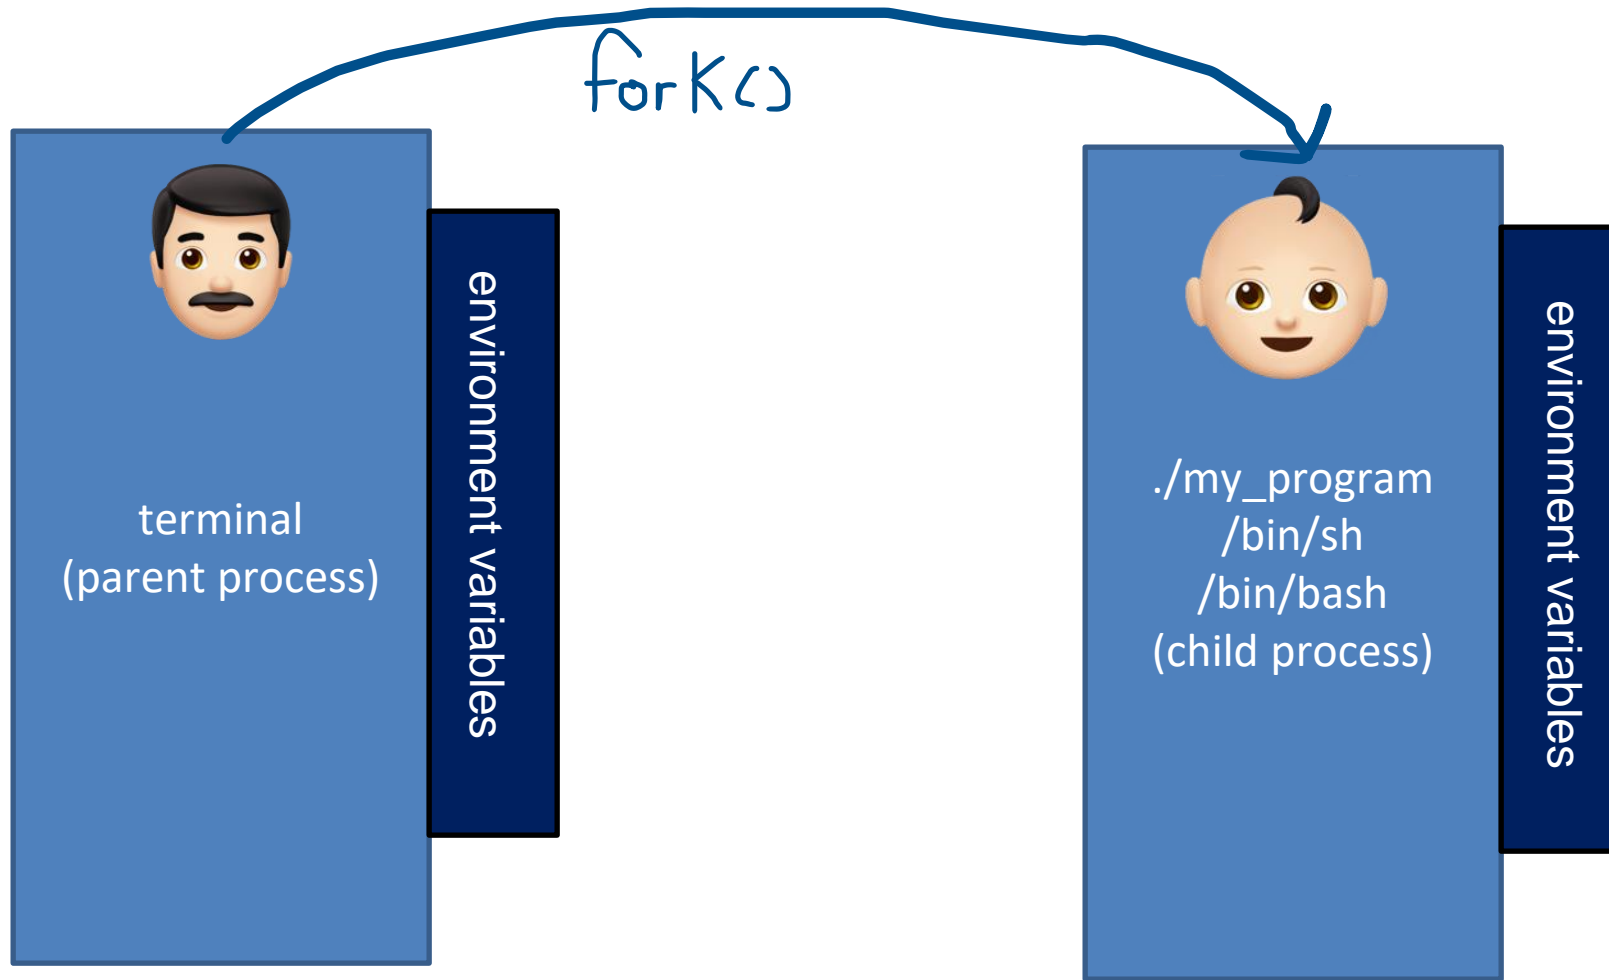 fork()
terminal
(parent process)
environment variables
./my_program
/bin/sh
/bin/bash
(child process)
environment variables